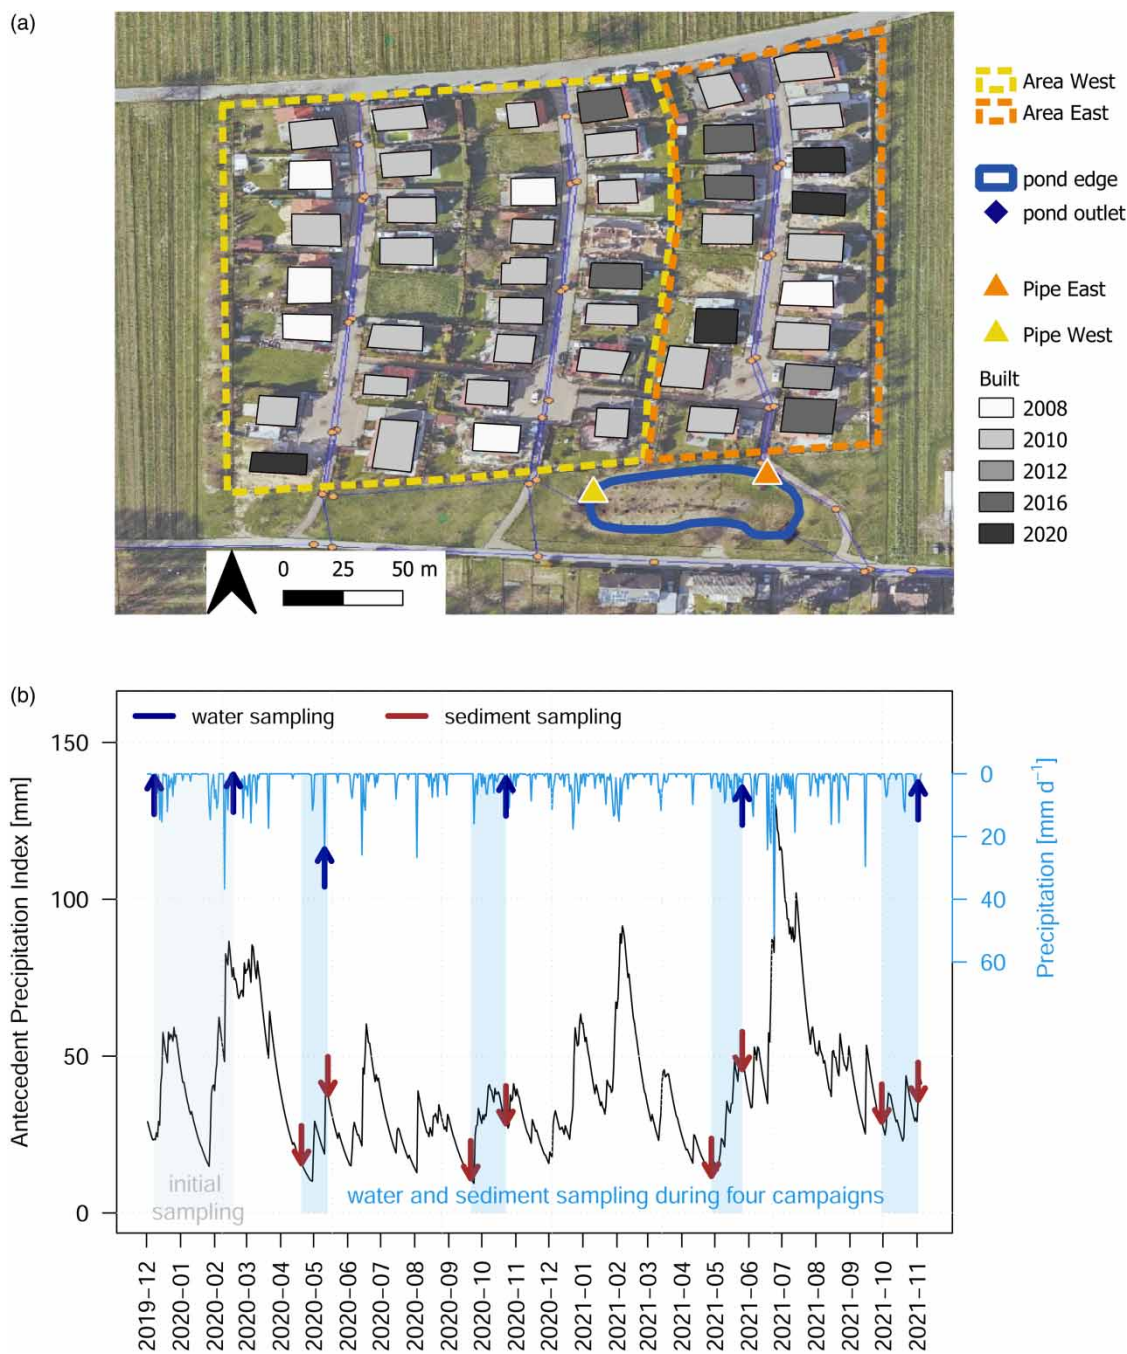 (a)
Area West
Area East
pond edge
pond outlet
Pipe East
Pipe West
Built
2008
2010
2012
2016
2020
0 25 50 m
(b)
water sampling
sediment sampling
Antecedent Precipitation Index [mm]
150
100
50
0
Precipitation [mm d⁻¹]
0
20
40
60
initial
sampling
water and sediment sampling during four campaigns
2019-12
2020-01
2020-02
2020-03
2020-04
2020-05
2020-06
2020-07
2020-08
2020-09
2020-10
2020-11
2020-12
2021-01
2021-02
2021-03
2021-04
2021-05
2021-06
2021-07
2021-08
2021-09
2021-10
2021-11